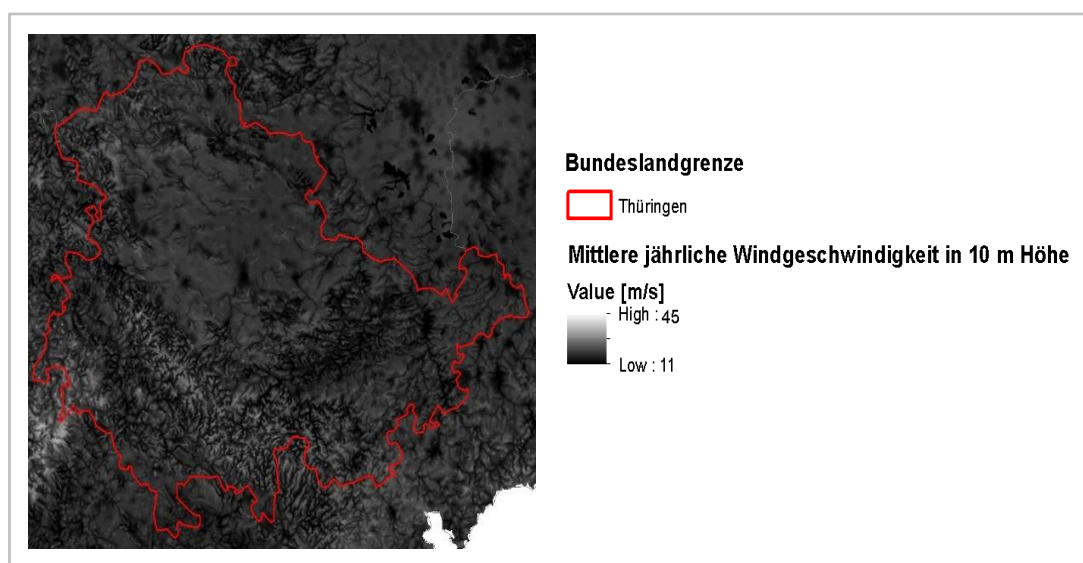 Bundeslandgrenze
Thüringen
Mittlere jährliche Windgeschwindigkeit in 10 m Höhe
Value [m/s]
High : 45
Low : 11